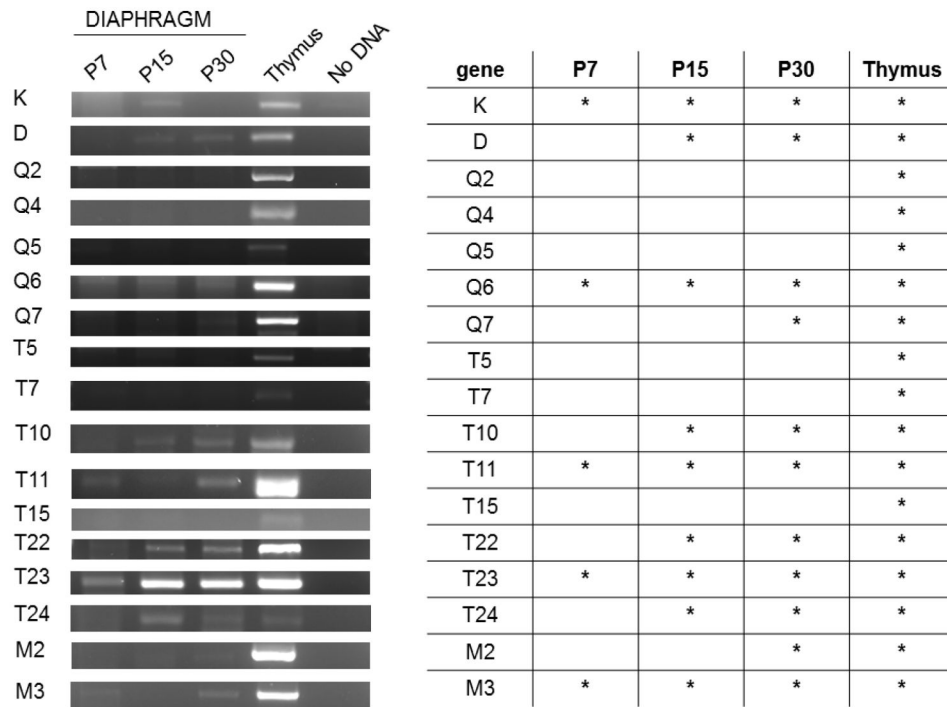 DIAPHRAGM
P7 P15 P30 Thymus No DNA
K
D
Q2
Q4
Q5
Q6
Q7
T5
T7
T10
T11
T15
T22
T23
T24
M2
M3
gene P7 P15 P30 Thymus
K * * * *
D * * *
Q2 *
Q4 *
Q5 *
Q6 * * * *
Q7 * *
T5 *
T7 *
T10 * * *
T11 * * * *
T15 *
T22 * * *
T23 * * * *
T24 * * *
M2 * *
M3 * * * *